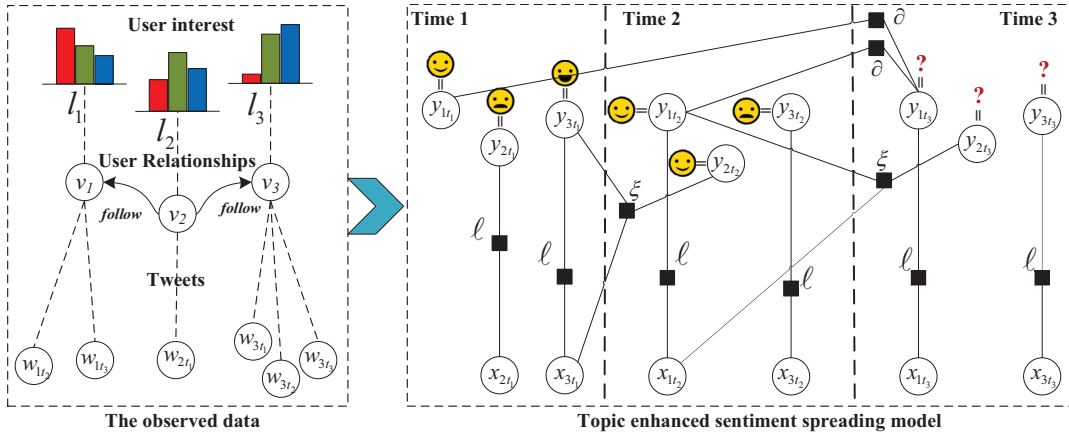 User interest
l₁
l₂
l₃
User Relationships
v₁
v₂
v₃
follow
follow
Tweets
w₁ₜ₂
w₁ₜ₃
w₂ₜ₁
w₃ₜ₁
w₃ₜ₂
w₃ₜ₃
The observed data
Time 1
Time 2
Time 3
∂
∂
?
?
?
y₁ₜ₁
y₂ₜ₁
y₃ₜ₁
y₁ₜ₂
y₃ₜ₂
y₂ₜ₂
y₁ₜ₃
y₂ₜ₃
y₃ₜ₃
ξ
ξ
ℓ
ℓ
ℓ
ℓ
ℓ
ℓ
x₂ₜ₁
x₃ₜ₁
x₁ₜ₂
x₃ₜ₂
x₁ₜ₃
x₃ₜ₃
Topic enhanced sentiment spreading model